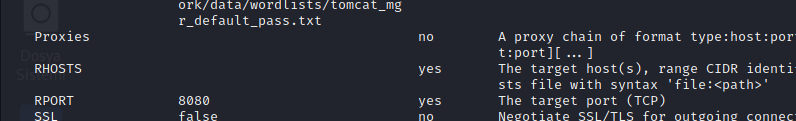 ork/data/wordlists/tomcat_mg
r_default_pass.txt
Proxies no A proxy chain of format type:host:por
t:port][...]
RHOSTS yes The target host(s), range CIDR identi
sts file with syntax 'file:<path>'
RPORT 8080 yes The target port (TCP)
SSL false no Negotiate SSL/TLS for outgoing connec